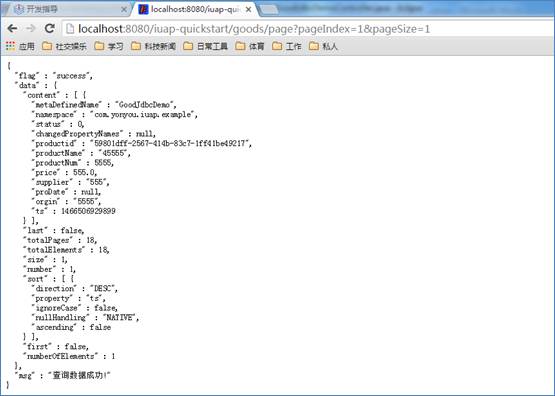 开发指导
localhost:8080/iuap-qui
localhost:8080/iuap-quickstart/goods/page?pageIndex=1&pageSize=1
应用 社交娱乐 学习 科技新闻 日常工具 体育 工作 私人
{
"flag" : "success",
"data" : {
"content" : [ {
"metaDefinedName" : "GoodJdbcDemo",
"namespace" : "com.yonyou.iuap.example",
"status" : 0,
"changedPropertyNames" : null,
"productid" : "59801dff-2567-414b-83c7-1ff41be49217",
"productName" : "45555",
"productNum" : 5555,
"price" : 555.0,
"supplier" : "555",
"proDate" : null,
"orgin" : "5555",
"ts" : 1466506929899
} ],
"last" : false,
"totalPages" : 18,
"totalElements" : 18,
"size" : 1,
"number" : 1,
"sort" : [ {
"direction" : "DESC",
"property" : "ts",
"ignoreCase" : false,
"nullHandling" : "NATIVE",
"ascending" : false
} ],
"first" : false,
"numberOfElements" : 1
},
"msg" : "查询数据成功!"
}